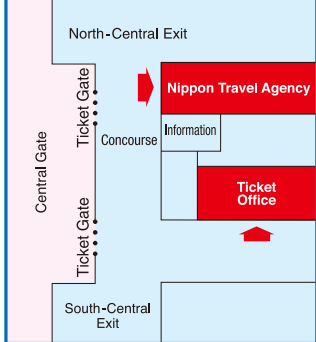 North-Central Exit
Ticket Gate
Nippon Travel Agency
Central Gate
Concourse
Information
Ticket
Office
Ticket Gate
South-Central
Exit